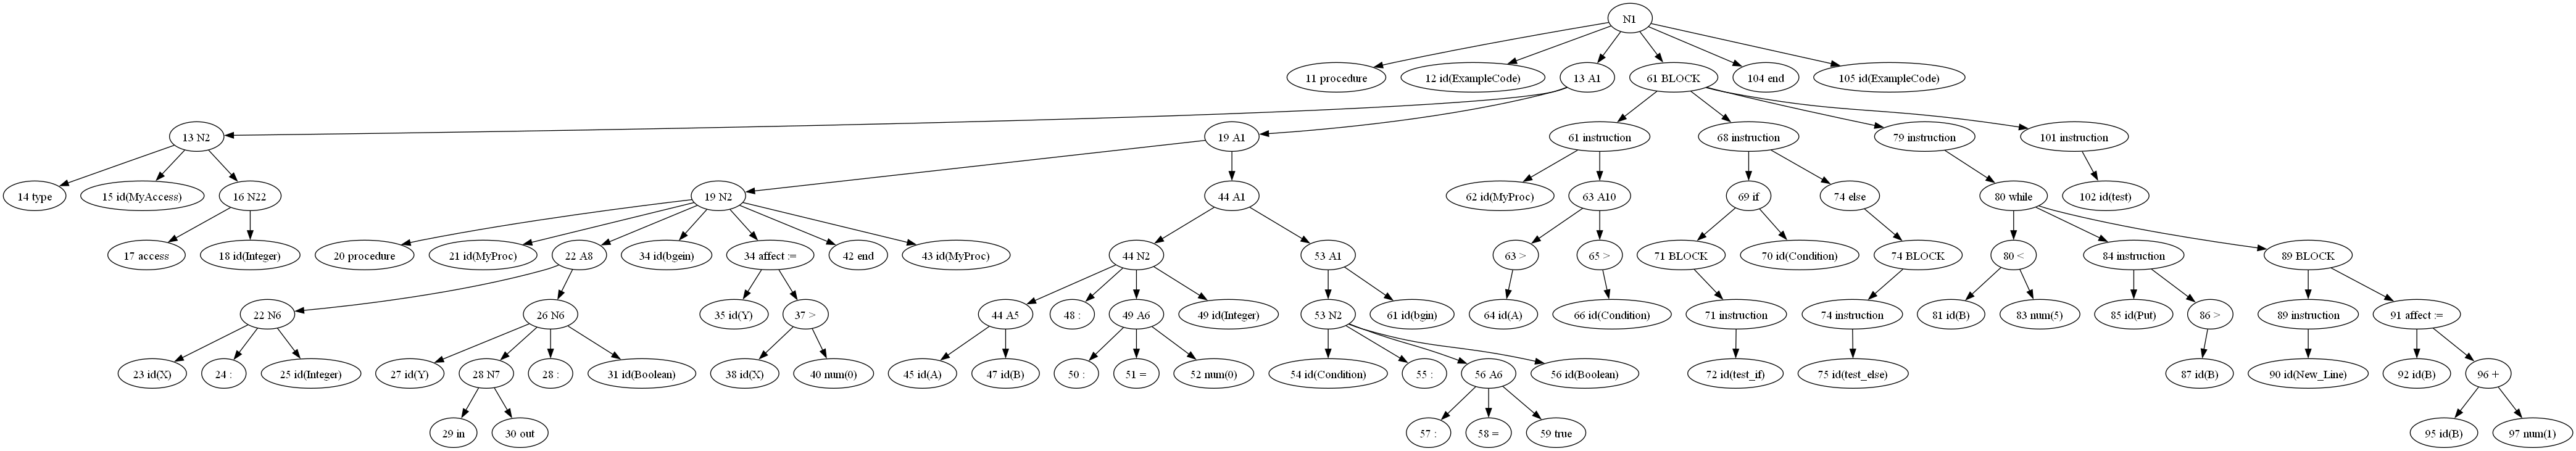 N1
11 procedure
12 id(ExampleCode)
13 A1
61 BLOCK
104 end
105 id(ExampleCode)
13 N2
19 A1
61 instruction
68 instruction
79 instruction
101 instruction
14 type
15 id(MyAccess)
16 N22
19 N2
44 A1
62 id(MyProc)
63 A10
69 if
74 else
80 while
102 id(test)
17 access
18 id(Integer)
20 procedure
21 id(MyProc)
22 A8
34 id(bgein)
34 affect :=
42 end
43 id(MyProc)
44 N2
53 A1
63 >
65 >
71 BLOCK
70 id(Condition)
74 BLOCK
80 <
84 instruction
89 BLOCK
22 N6
26 N6
35 id(Y)
37 >
44 A5
48 :
49 A6
49 id(Integer)
53 N2
61 id(bgin)
64 id(A)
66 id(Condition)
71 instruction
74 instruction
81 id(B)
83 num(5)
85 id(Put)
86 >
89 instruction
91 affect :=
23 id(X)
24 :
25 id(Integer)
27 id(Y)
28 N7
28 :
31 id(Boolean)
38 id(X)
40 num(0)
45 id(A)
47 id(B)
50 :
51 =
52 num(0)
54 id(Condition)
55 :
56 A6
56 id(Boolean)
72 id(test_if)
75 id(test_else)
87 id(B)
90 id(New_Line)
92 id(B)
96 +
29 in
30 out
57 :
58 =
59 true
95 id(B)
97 num(1)